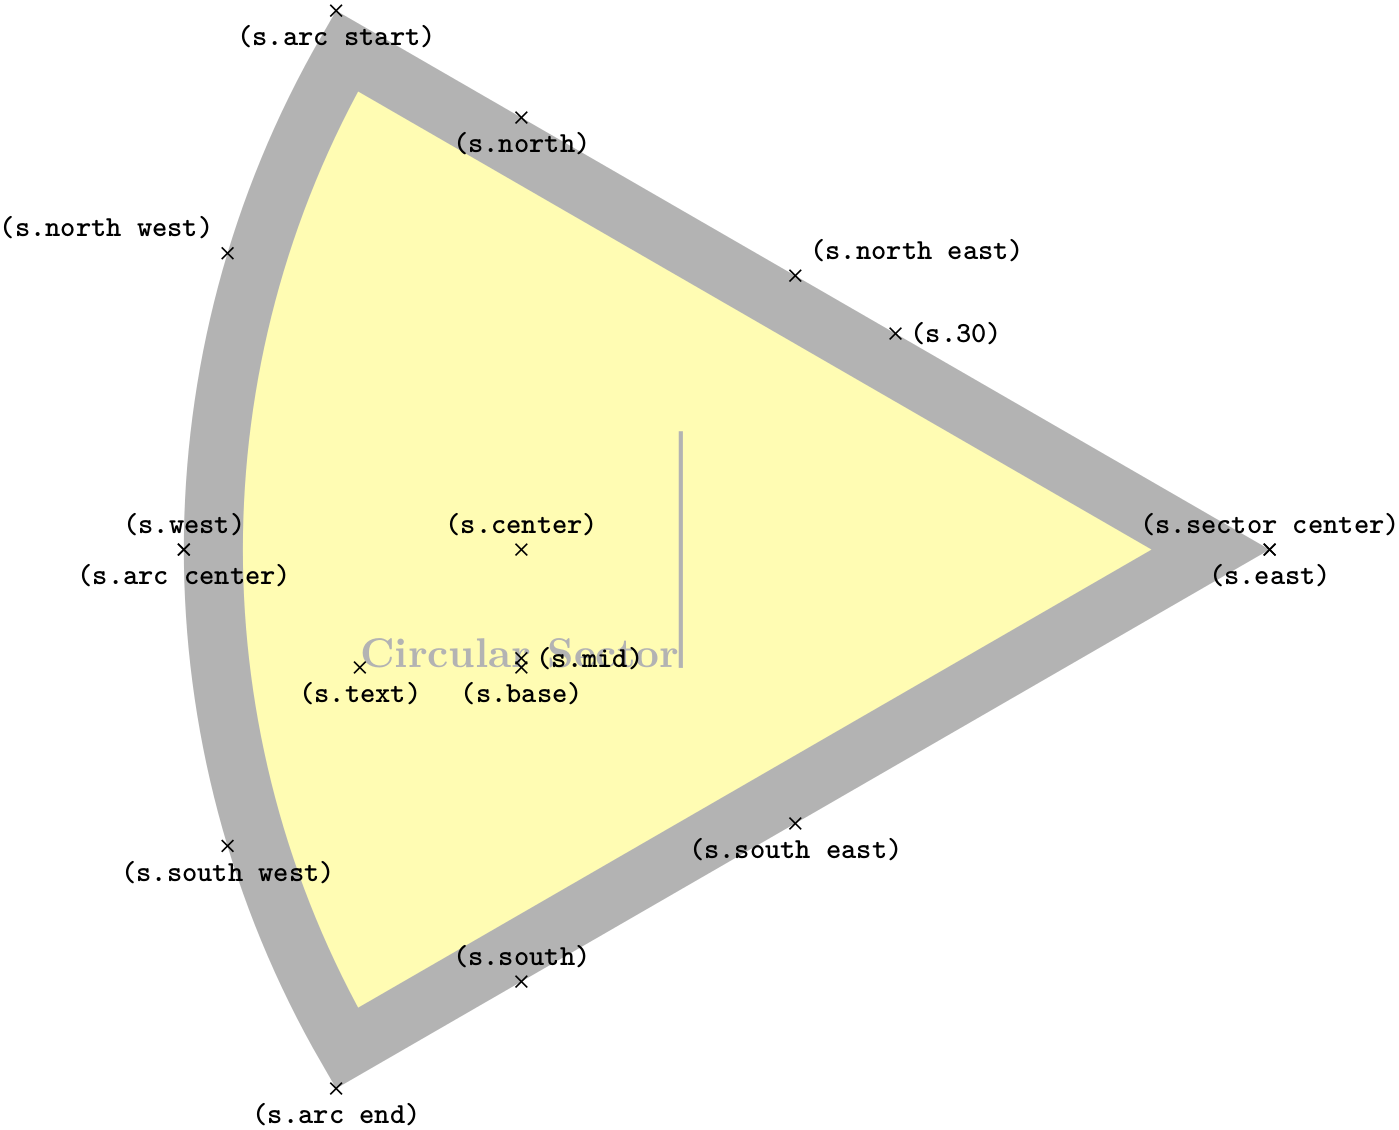 (s.arc start)
(s.north)
(s.north west)
(s.north east)
(s.30)
(s.west)
(s.center)
(s.sector center)
(s.arc center)
(s.east)
Circular Sector
(s.mid)
(s.text)
(s.base)
(s.south east)
(s.south west)
(s.south)
(s.arc end)